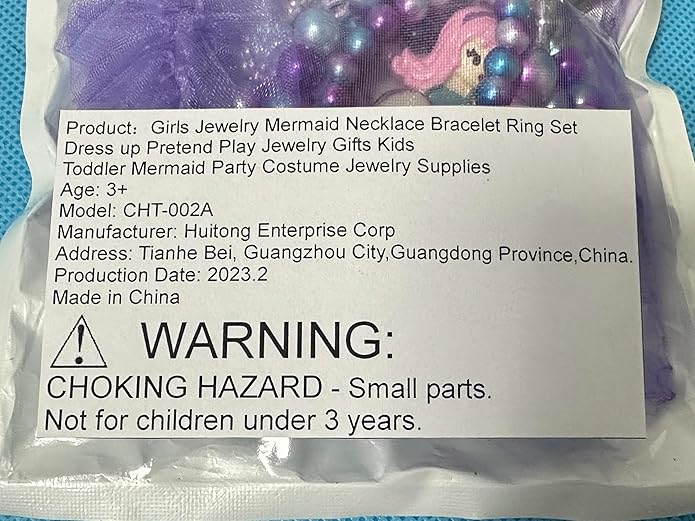 Product： Girls Jewelry Mermaid Necklace Bracelet Ring Set
Dress up Pretend Play Jewelry Gifts Kids
Toddler Mermaid Party Costume Jewelry Supplies
Age: 3+
Model: CHT-002A
Manufacturer: Huitong Enterprise Corp
Address: Tianhe Bei, Guangzhou City,Guangdong Province,China.
Production Date: 2023.2
Made in China
WARNING:
CHOKING HAZARD - Small parts.
Not for children under 3 years.